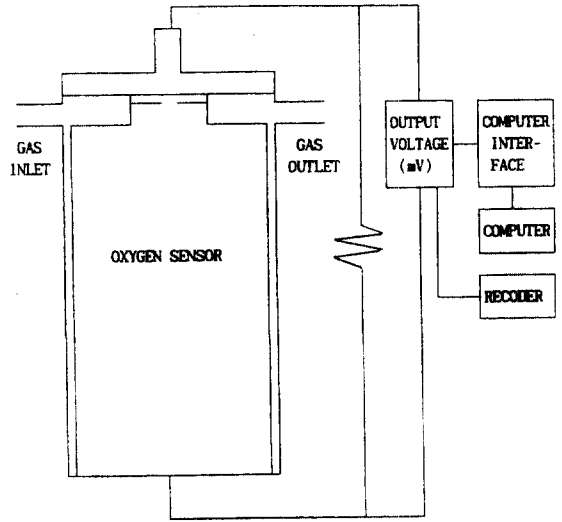 GAS
INLET
OXYGEN SENSOR
GAS
OUTLET
OUTPUT
VOLTAGE
(mV)
COMPUTER
INTER-
FACE
COMPUTER
RECODER